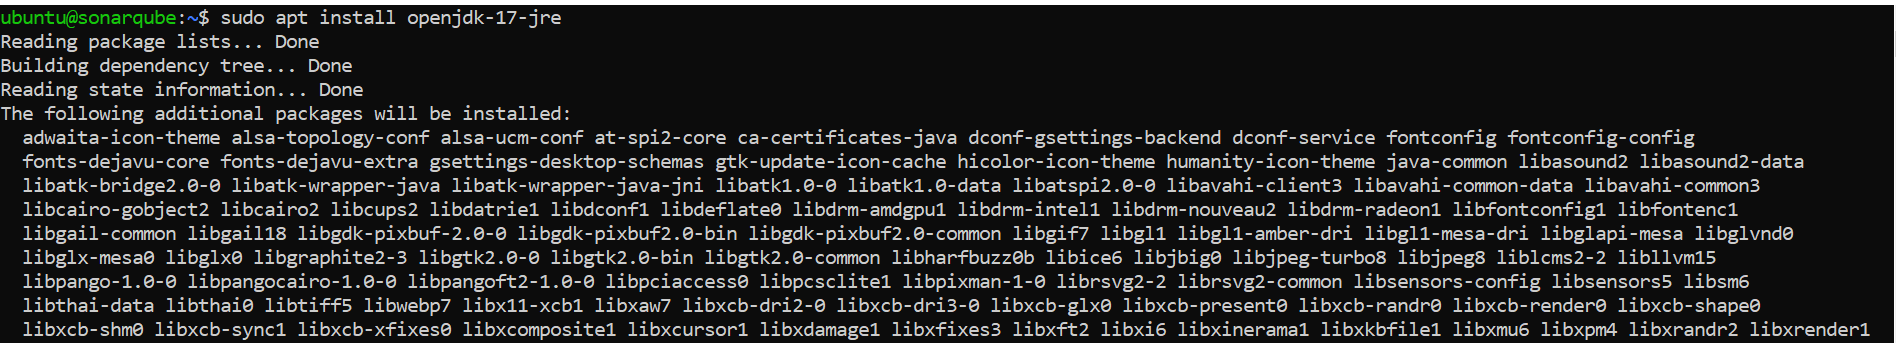 ubuntu@sonarqube:~$ sudo apt install openjdk-17-jre
Reading package lists... Done
Building dependency tree... Done
Reading state information... Done
The following additional packages will be installed:
  adwaita-icon-theme alsa-topology-conf alsa-ucm-conf at-spi2-core ca-certificates-java dconf-gsettings-backend dconf-service fontconfig fontconfig-config
  fonts-dejavu-core fonts-dejavu-extra gsettings-desktop-schemas gtk-update-icon-cache hicolor-icon-theme humanity-icon-theme java-common libasound2 libasound2-data
  libatk-bridge2.0-0 libatk-wrapper-java libatk-wrapper-java-jni libatk1.0-0 libatk1.0-data libatspi2.0-0 libavahi-client3 libavahi-common-data libavahi-common3
  libcairo-gobject2 libcairo2 libcups2 libdatrie1 libdconf1 libdeflate0 libdrm-amdgpu1 libdrm-intel1 libdrm-nouveau2 libdrm-radeon1 libfontconfig1 libfontenc1
  libgail-common libgail18 libgdk-pixbuf-2.0-0 libgdk-pixbuf2.0-bin libgdk-pixbuf2.0-common libgif7 libgl1 libgl1-amber-dri libgl1-mesa-dri libglapi-mesa libglvnd0
  libglx-mesa0 libglx0 libgraphite2-3 libgtk2.0-0 libgtk2.0-bin libgtk2.0-common libharfbuzz0b libice6 libjbig0 libjpeg-turbo8 libjpeg8 liblcms2-2 libllvm15
  libpango-1.0-0 libpangocairo-1.0-0 libpangoft2-1.0-0 libpciaccess0 libpcsclite1 libpixman-1-0 librsvg2-2 librsvg2-common libsensors-config libsensors5 libsm6
  libthai-data libthai0 libtiff5 libwebp7 libx11-xcb1 libxaw7 libxcb-dri2-0 libxcb-dri3-0 libxcb-glx0 libxcb-present0 libxcb-randr0 libxcb-render0 libxcb-shape0
  libxcb-shm0 libxcb-sync1 libxcb-xfixes0 libxcomposite1 libxcursor1 libxdamage1 libxfixes3 libxft2 libxi6 libxinerama1 libxkbfile1 libxmu6 libxpm4 libxrandr2 libxrender1